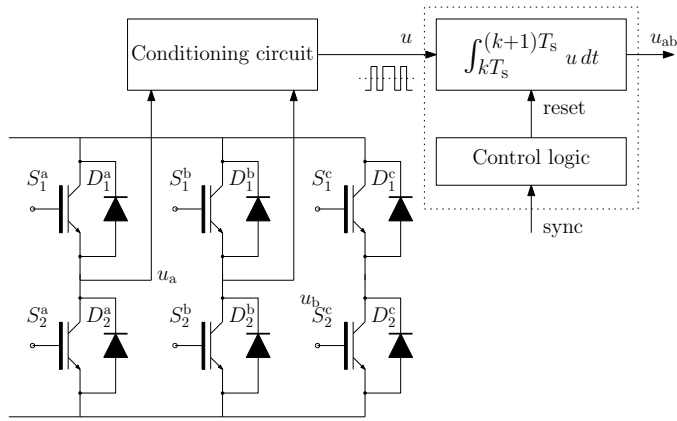 Conditioning circuit
u
∫_{kT_s}^{(k+1)T_s} u dt
u_ab
reset
Control logic
sync
S_1^a D_1^a S_1^b D_1^b S_1^c D_1^c
u_a
u_b
S_2^a D_2^a S_2^b D_2^b S_2^c D_2^c